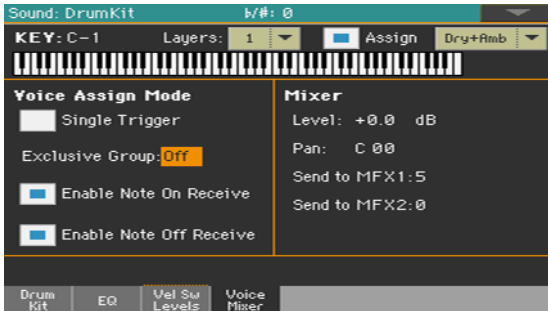 Sound: DrumKit ♭/#: 0
KEY: C-1 Layers: 1 Assign Dry+Amb
Voice Assign Mode
Single Trigger
Exclusive Group: Off
Enable Note On Receive
Enable Note Off Receive
Mixer
Level: +0.0 dB
Pan: C 00
Send to MFX1:5
Send to MFX2:0
Drum Kit
EQ
Vel Sw Levels
Voice Mixer